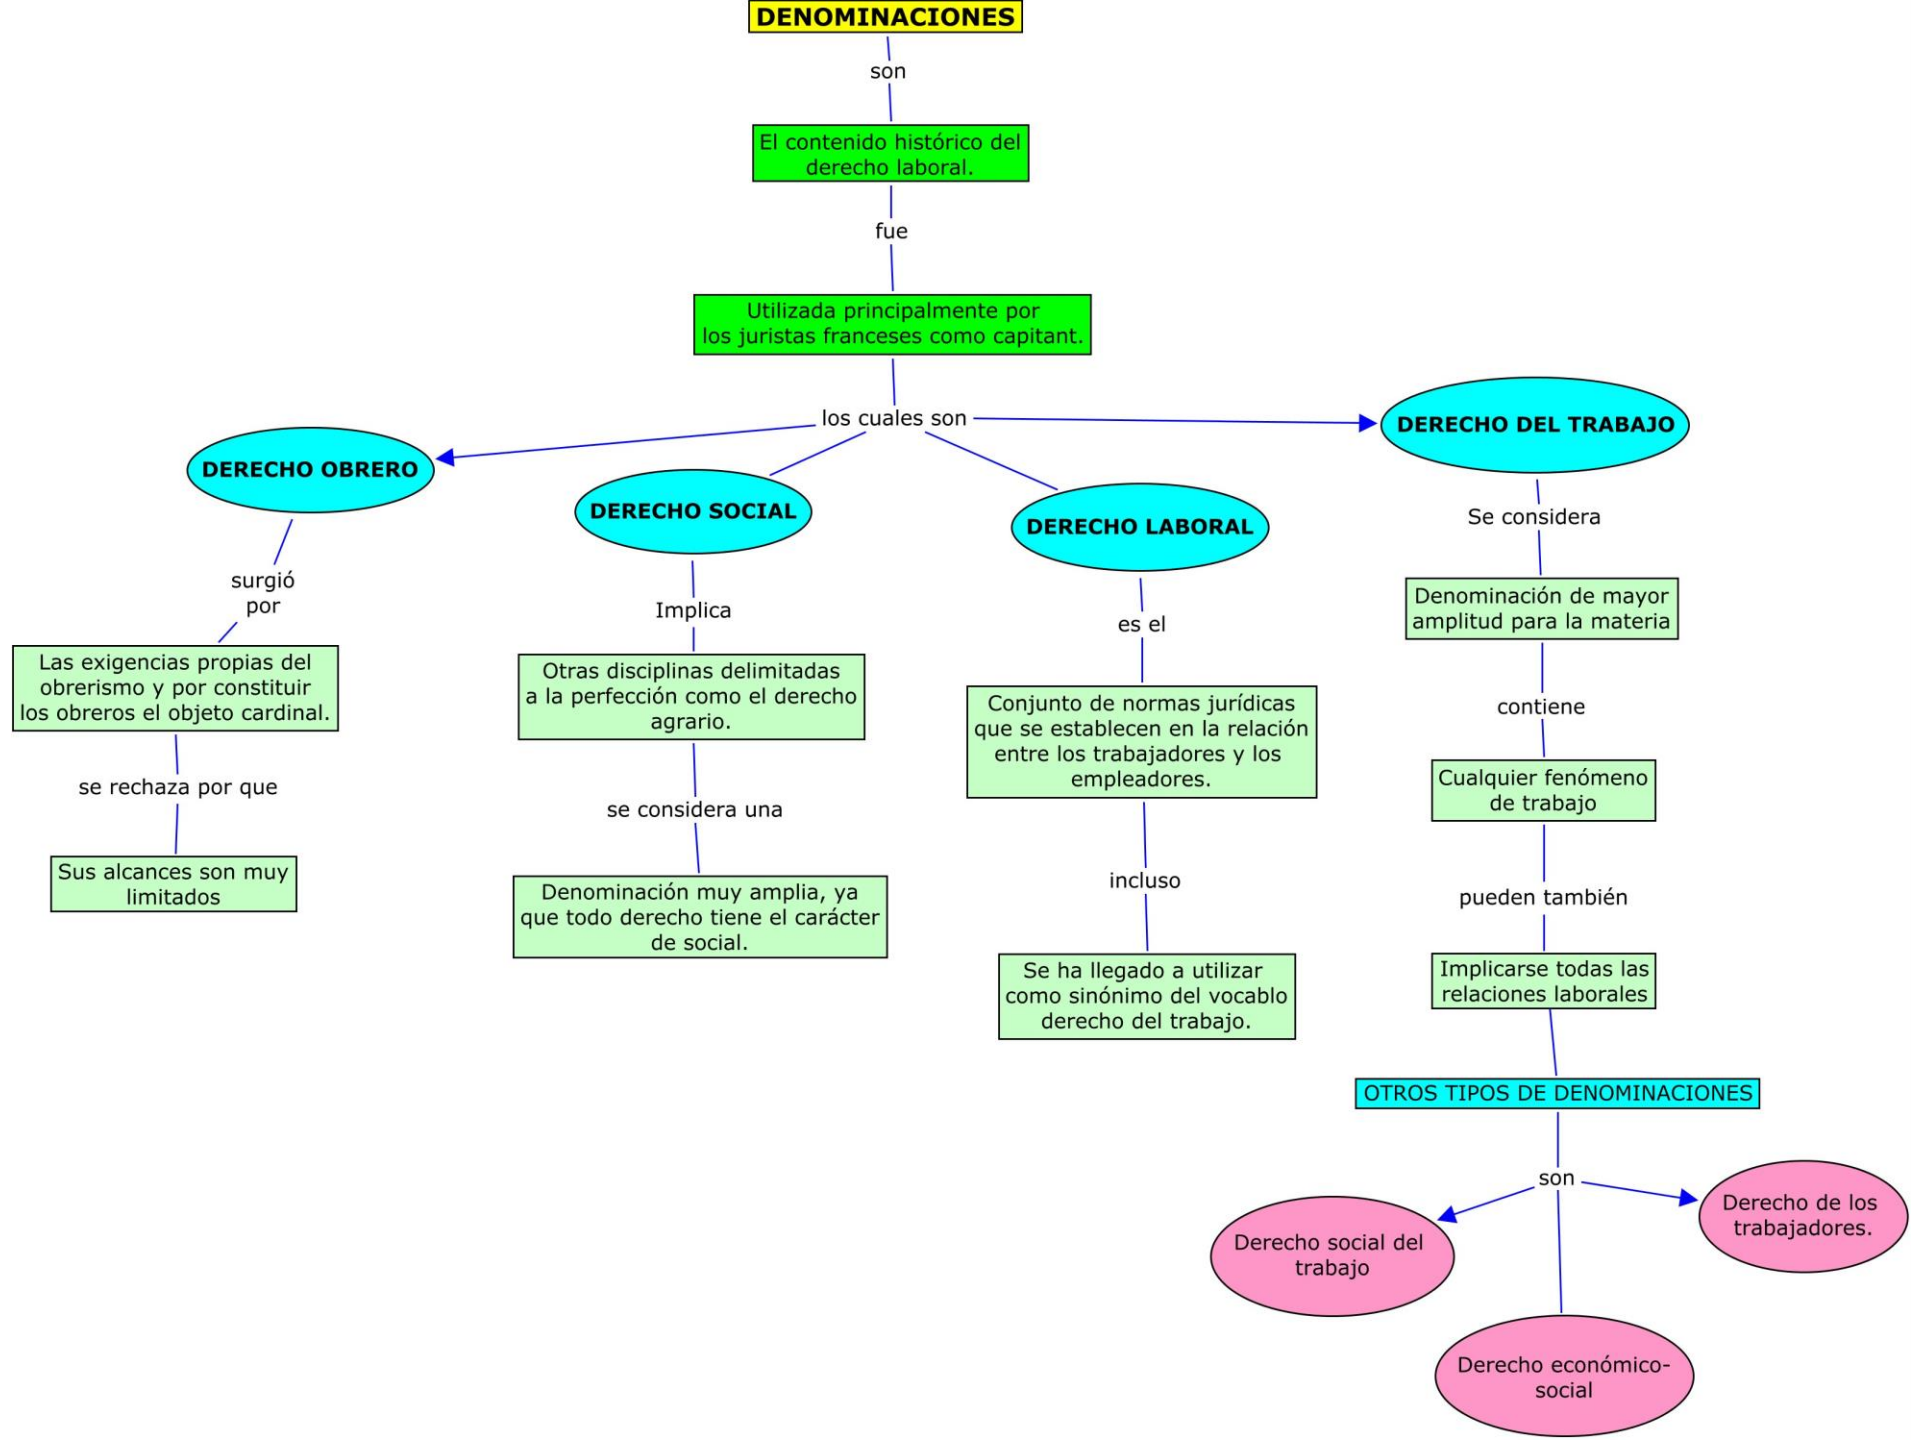 DENOMINACIONES
son
El contenido histórico del
derecho laboral.
fue
Utilizada principalmente por
los juristas franceses como capitant.
los cuales son
DERECHO OBRERO
surgió
por
Las exigencias propias del
obrerismo y por constituir
los obreros el objeto cardinal.
se rechaza por que
Sus alcances son muy
limitados
DERECHO SOCIAL
Implica
Otras disciplinas delimitadas
a la perfección como el derecho
agrario.
se considera una
Denominación muy amplia, ya
que todo derecho tiene el carácter
de social.
DERECHO LABORAL
es el
Conjunto de normas jurídicas
que se establecen en la relación
entre los trabajadores y los
empleadores.
incluso
Se ha llegado a utilizar
como sinónimo del vocablo
derecho del trabajo.
DERECHO DEL TRABAJO
Se considera
Denominación de mayor
amplitud para la materia
contiene
Cualquier fenómeno
de trabajo
pueden también
Implicarse todas las
relaciones laborales
OTROS TIPOS DE DENOMINACIONES
son
Derecho social del
trabajo
Derecho económico-
social
Derecho de los
trabajadores.